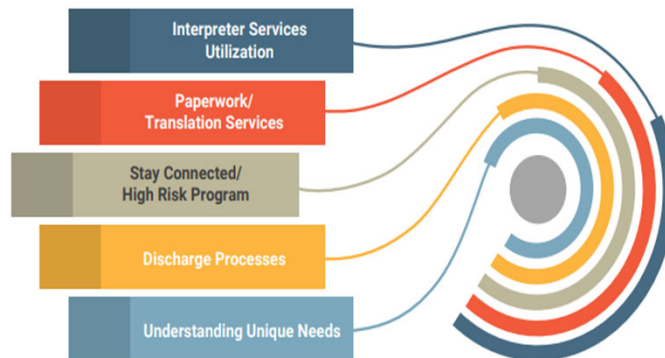 Interpreter Services
Utilization
Paperwork/
Translation Services
Stay Connected/
High Risk Program
Discharge Processes
Understanding Unique Needs